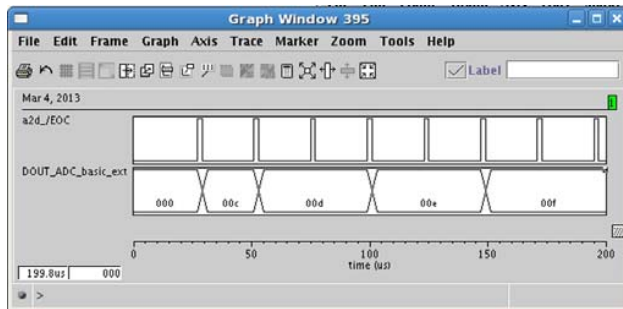 Graph Window 395
File Edit Frame Graph Axis Trace Marker Zoom Tools Help
Label
Mar 4, 2013
1
a2d_/EOC
DOUT_ADC_basic_ext
000 00c 00d 00e 00f
0 50 100 150 200
time (us)
199.8us 000
>